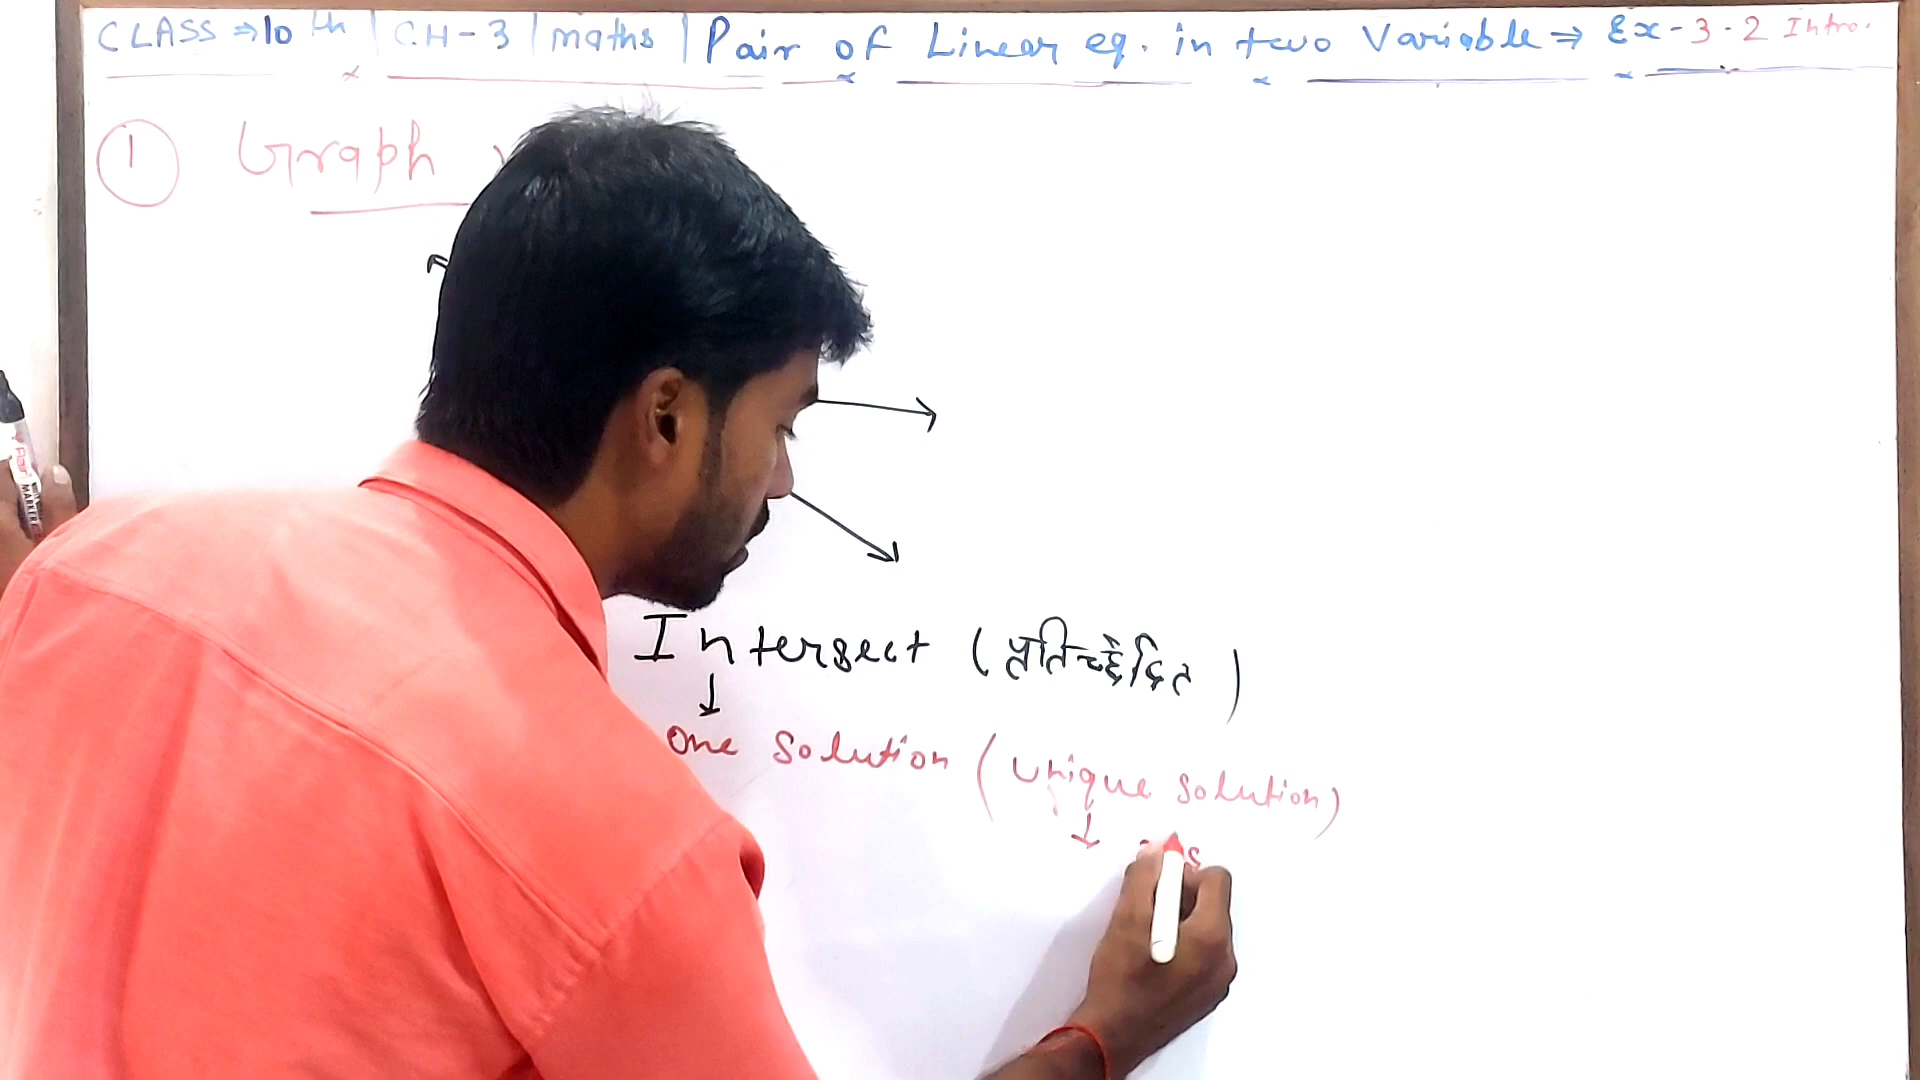 CLASS ⇒ 10th | CH-3 | maths | Pair of Linear eq. in two Variable ⇒ Ex-3.2 Intro.
① Graph
Intersect (प्रतिच्छेदित)
↓
One solution (Unique solution)
↓